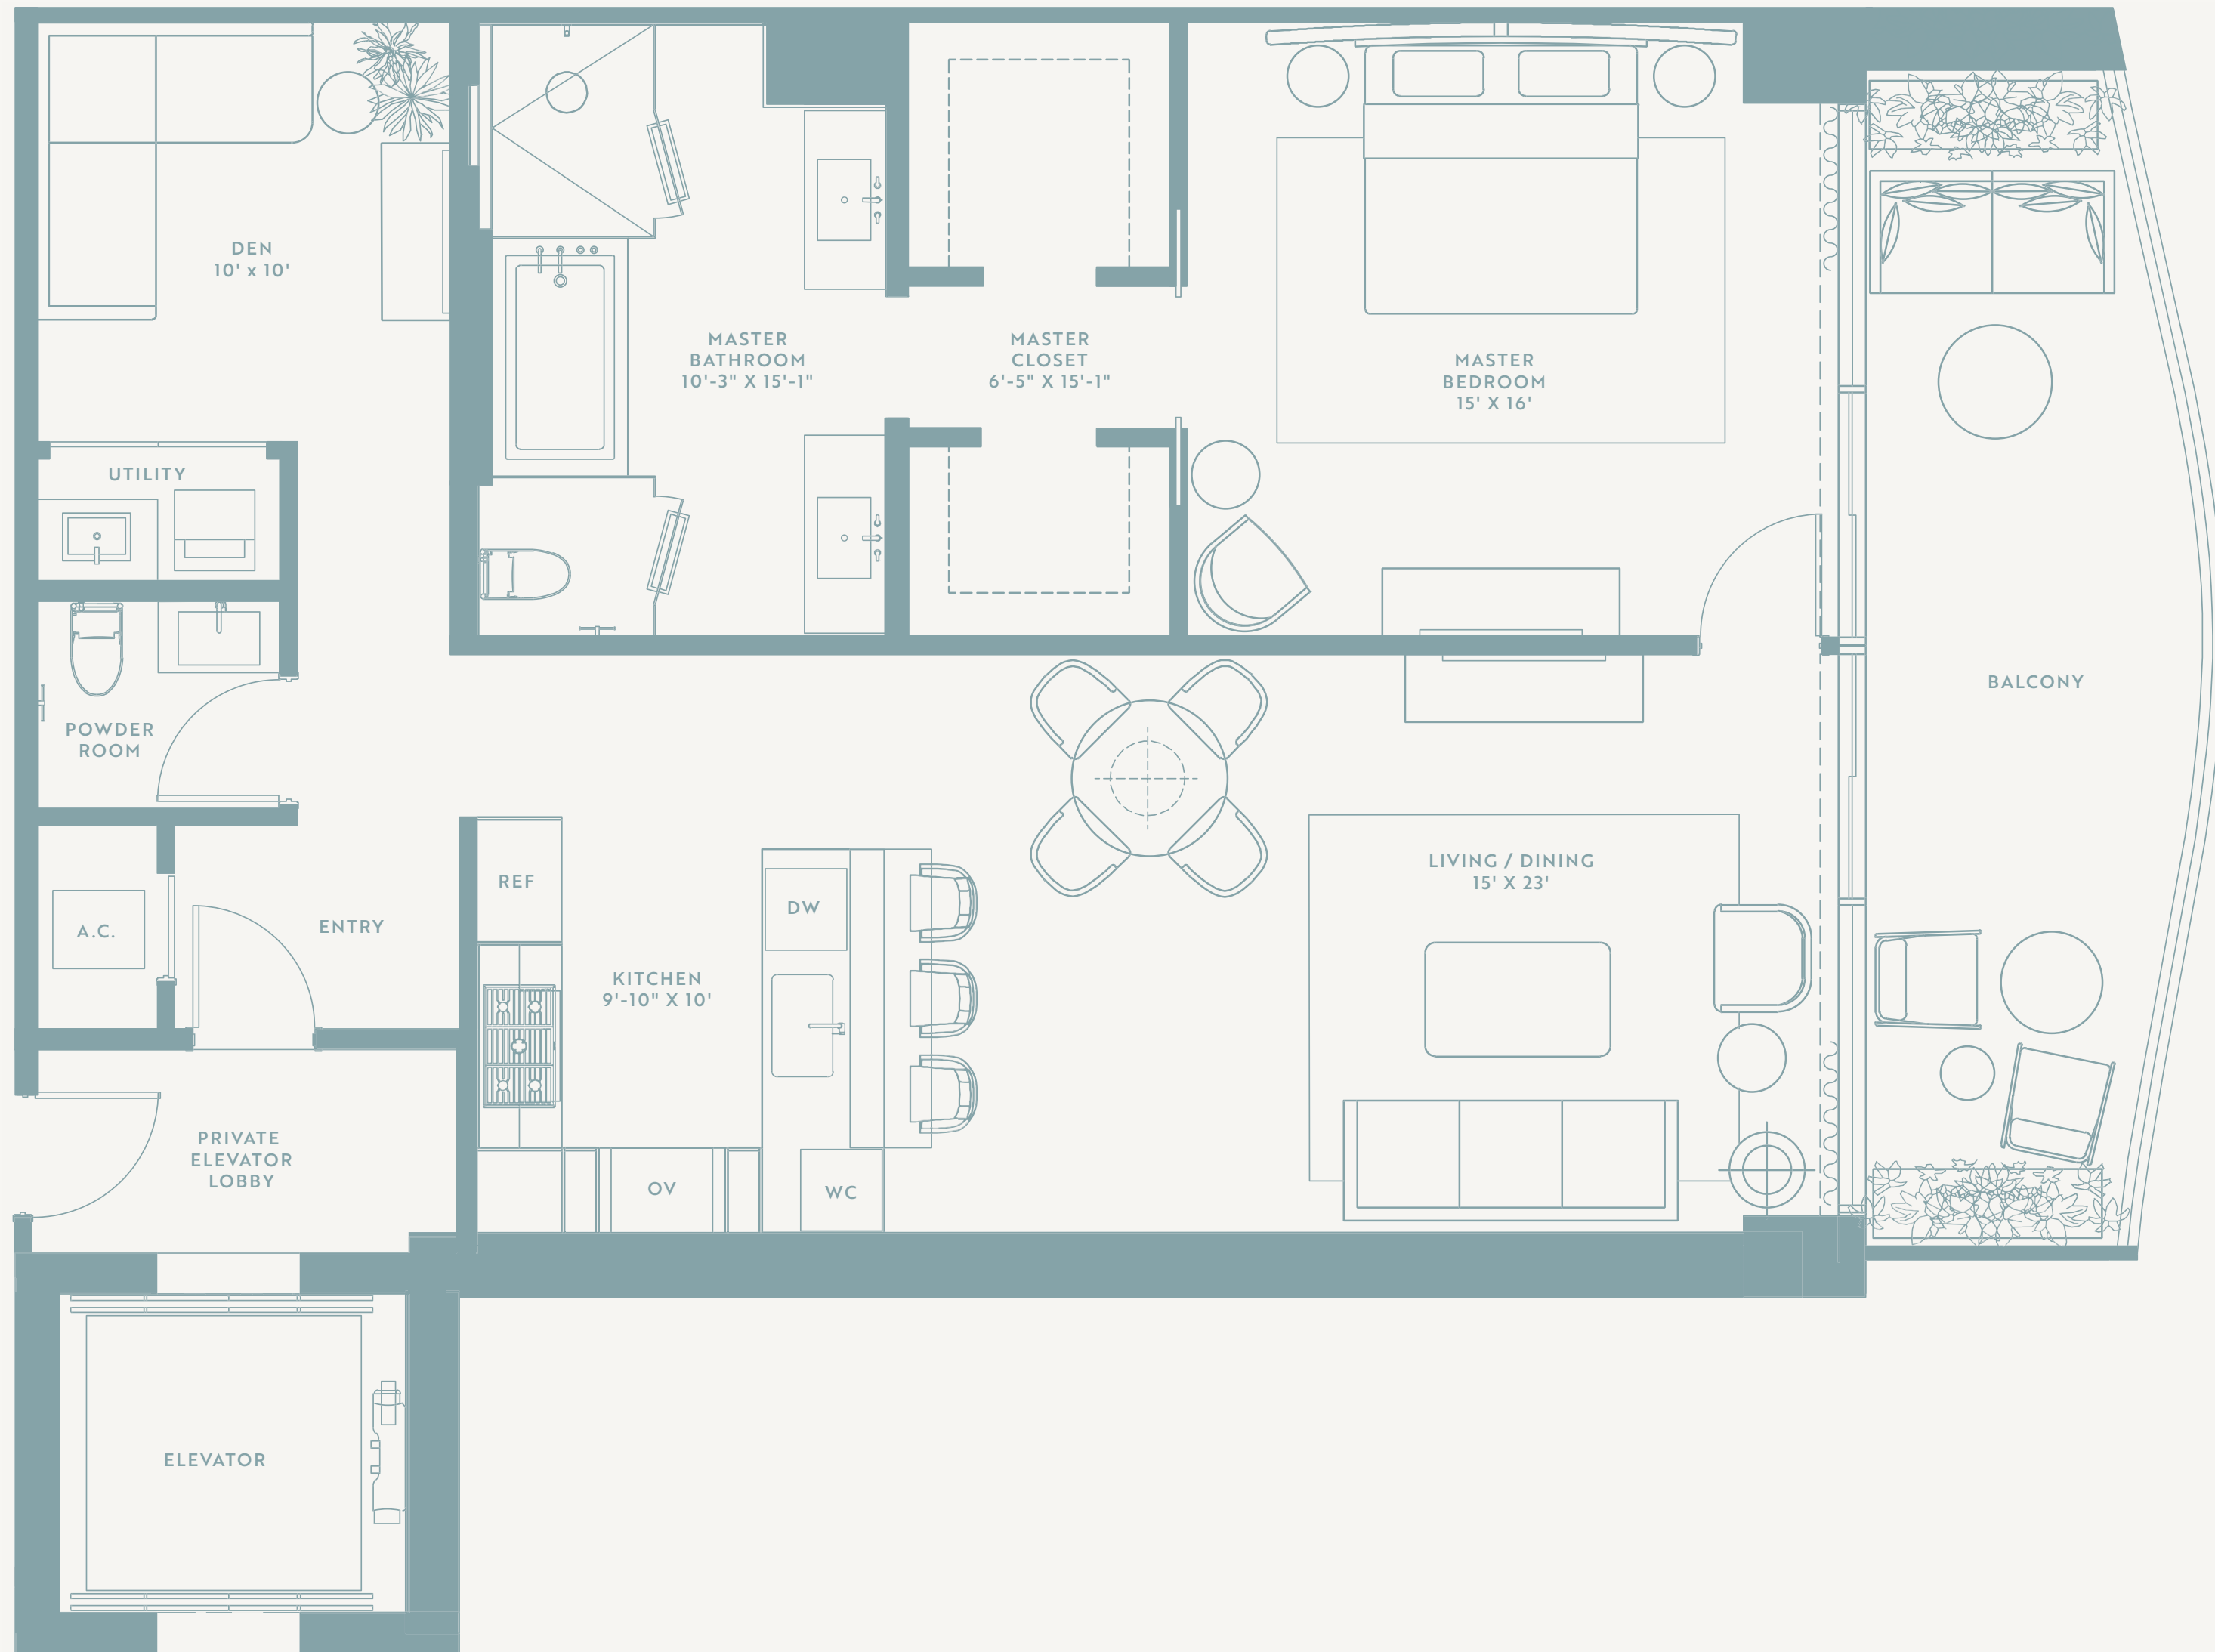 DEN
10' x 10'
MASTER
BATHROOM
10'-3" X 15'-1"
MASTER
CLOSET
6'-5" X 15'-1"
MASTER
BEDROOM
15' X 16'
UTILITY
BALCONY
POWDER
ROOM
LIVING / DINING
15' X 23'
REF
DW
ENTRY
A.C.
KITCHEN
9'-10" X 10'
PRIVATE
ELEVATOR
LOBBY
OV
WC
ELEVATOR